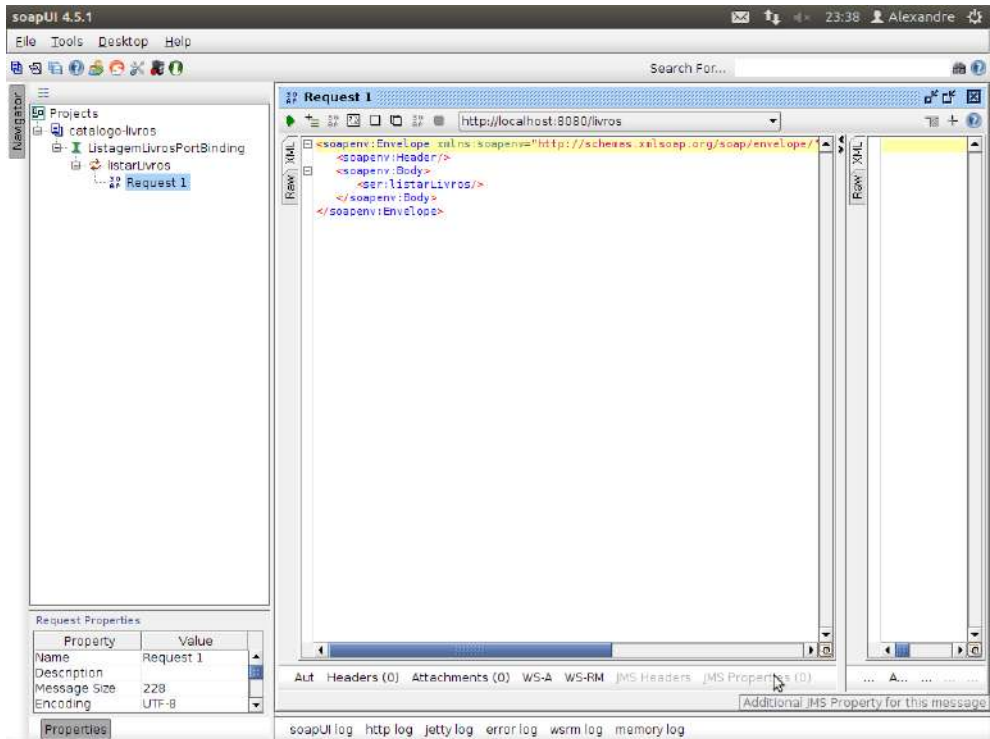 soapUI 4.5.1 23:38 Alexandre
File Tools Desktop Help
Search For...
Navigator
Projects
catalogo-livros
ListagemLivrosPortBinding
listarLivros
Request 1
Request 1
http://localhost:8080/livros
XML
Raw
<soapenv:Envelope xmlns:soapenv="http://schemas.xmlsoap.org/soap/envelope/"
<soapenv:Header/>
<soapenv:Body>
<ser:listarLivros/>
</soapenv:Body>
</soapenv:Envelope>
XML
Raw
Request Properties
Property Value
Name Request 1
Description
Message Size 228
Encoding UTF-8
Properties
Aut Headers (0) Attachments (0) WS-A WS-RM JMS Headers JMS Properties (0)
... A... ... ... ...
Additional JMS Property for this message
soapUI log http log jetty log error log wsrm log memory log